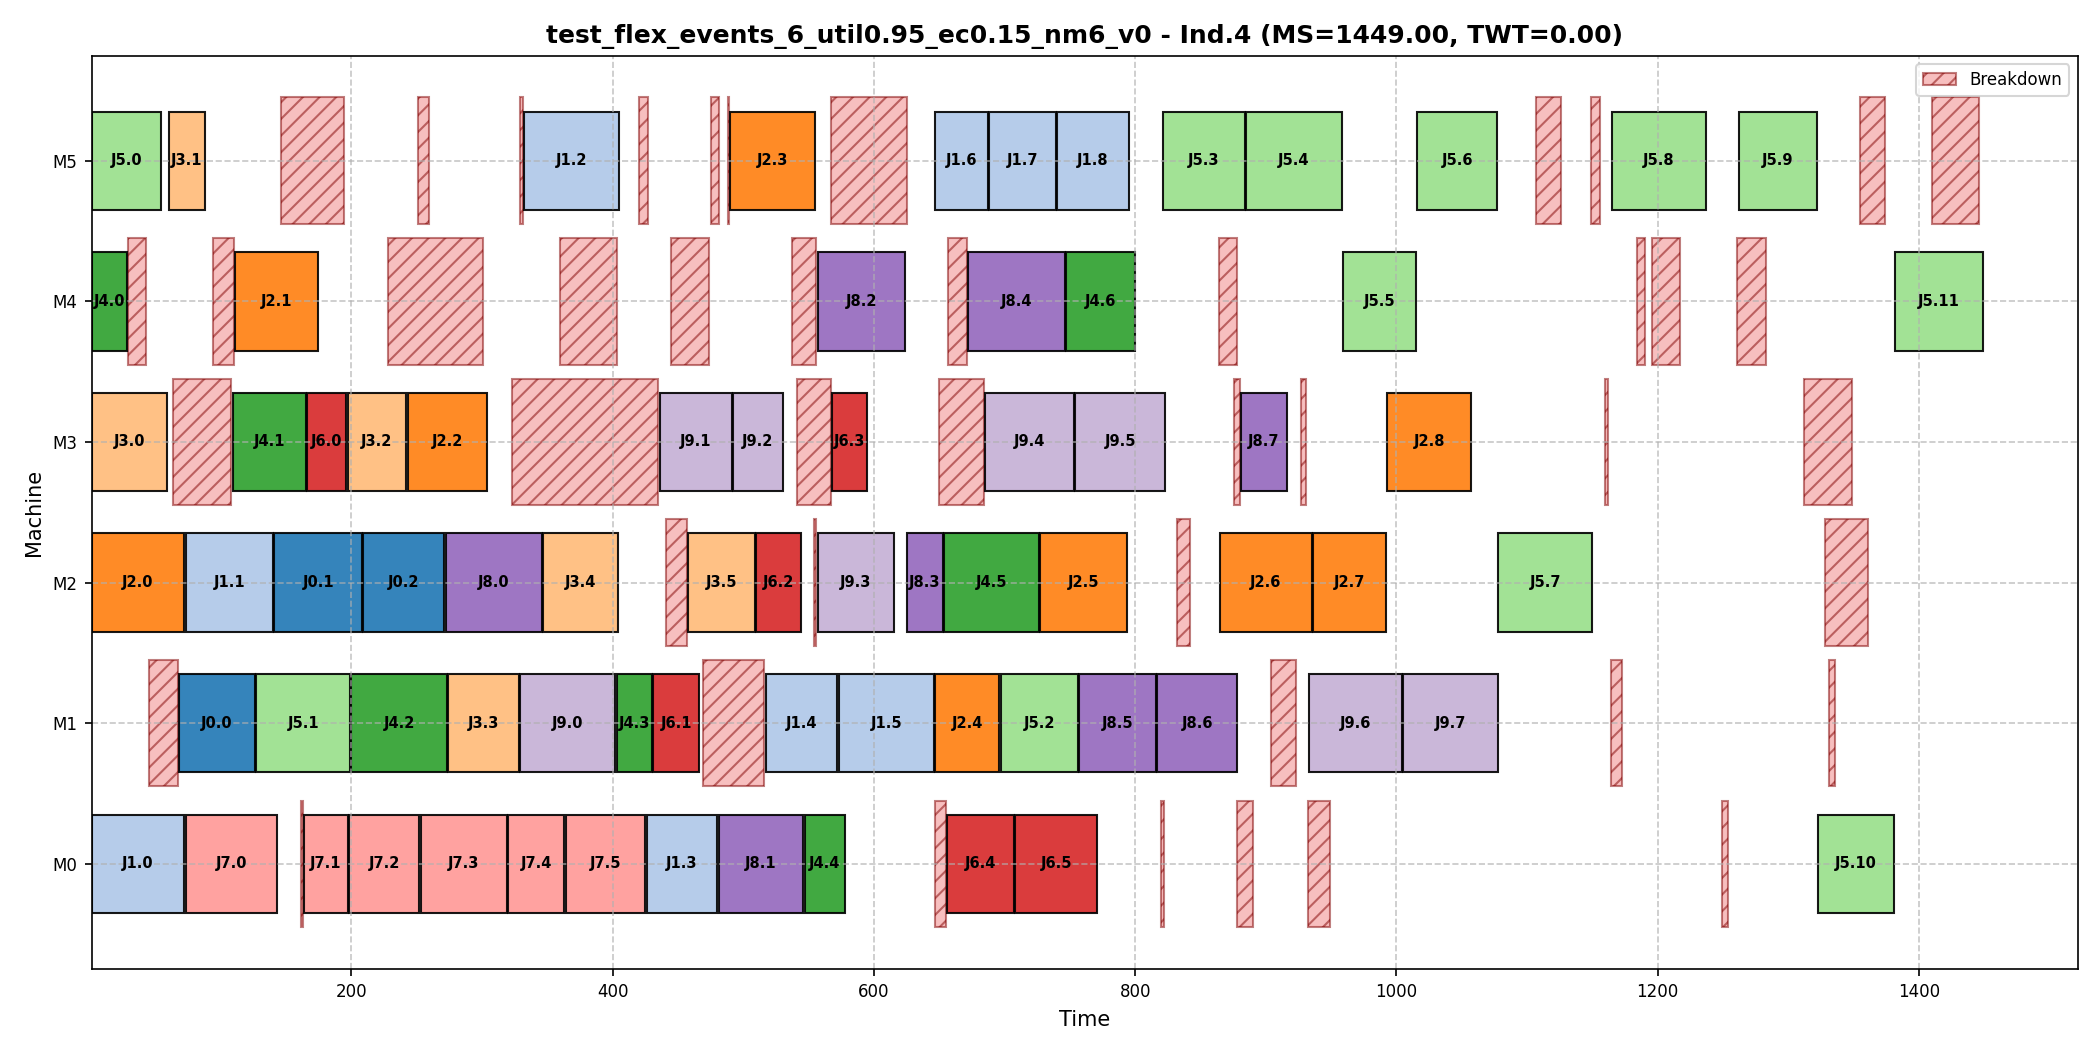 test_flex_events_6_util0.95_ec0.15_nm6_v0 - Ind.4 (MS=1449.00, TWT=0.00)
Breakdown
M5
J5.0 J3.1 J1.2 J2.3 J1.6 J1.7 J1.8 J5.3 J5.4 J5.6 J5.8 J5.9
M4
J4.0 J2.1 J8.2 J8.4 J4.6 J5.5 J5.11
M3
J3.0 J4.1 J6.0 J3.2 J2.2 J9.1 J9.2 J6.3 J9.4 J9.5 J8.7 J2.8
M2
J2.0 J1.1 J0.1 J0.2 J8.0 J3.4 J3.5 J6.2 J9.3 J8.3 J4.5 J2.5 J2.6 J2.7 J5.7
M1
J0.0 J5.1 J4.2 J3.3 J9.0 J4.3 J6.1 J1.4 J1.5 J2.4 J5.2 J8.5 J8.6 J9.6 J9.7
M0
J1.0 J7.0 J7.1 J7.2 J7.3 J7.4 J7.5 J1.3 J8.1 J4.4 J6.4 J6.5 J5.10
Machine
200 400 600 800 1000 1200 1400
Time